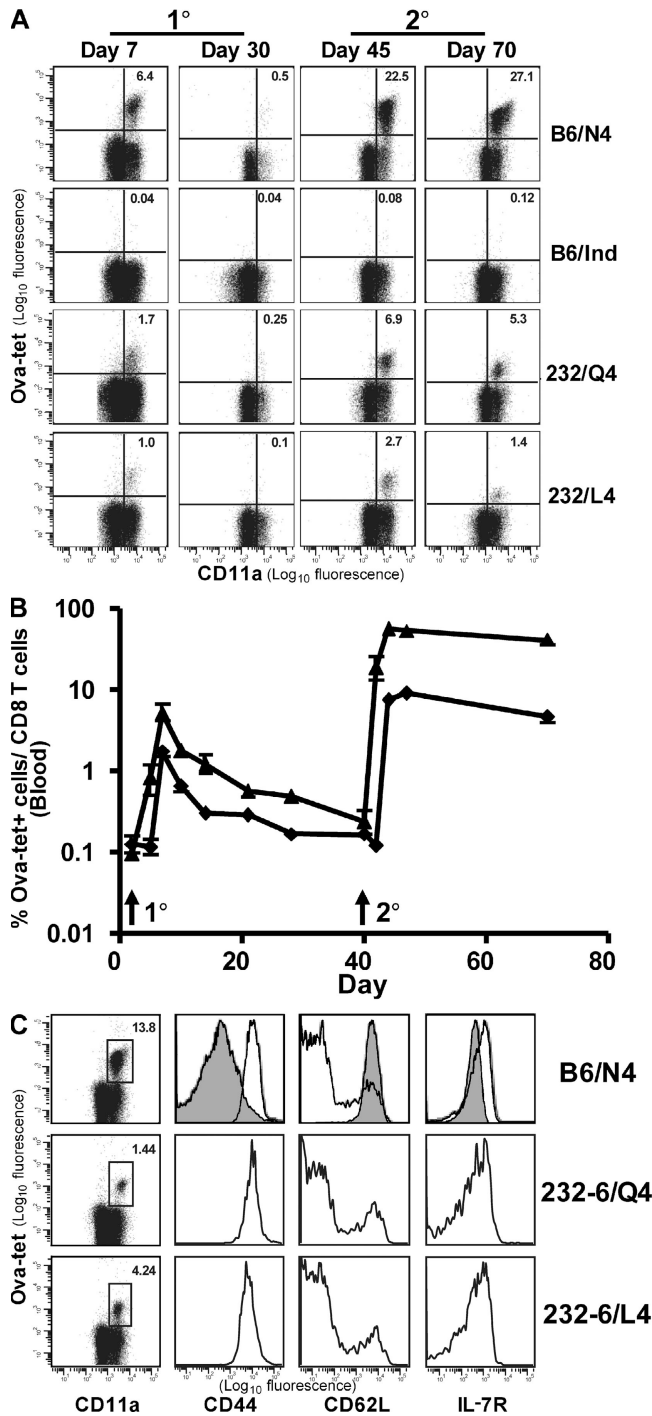 A
1° 2°
Day 7 Day 30 Day 45 Day 70
6.4 0.5 22.5 27.1
B6/N4
0.04 0.04 0.08 0.12
B6/Ind
1.7 0.25 6.9 5.3
232/Q4
1.0 0.1 2.7 1.4
232/L4
Ova-tet (Log10 fluorescence)
CD11a (Log10 fluorescence)
B
% Ova-tet+ cells/ CD8 T cells
(Blood)
100
10
1
0.1
0.01
1° 2°
0 20 40 60 80
Day
C
13.8
B6/N4
1.44
232-6/Q4
4.24
232-6/L4
Ova-tet (Log10 fluorescence)
(Log10 fluorescence)
CD11a CD44 CD62L IL-7R